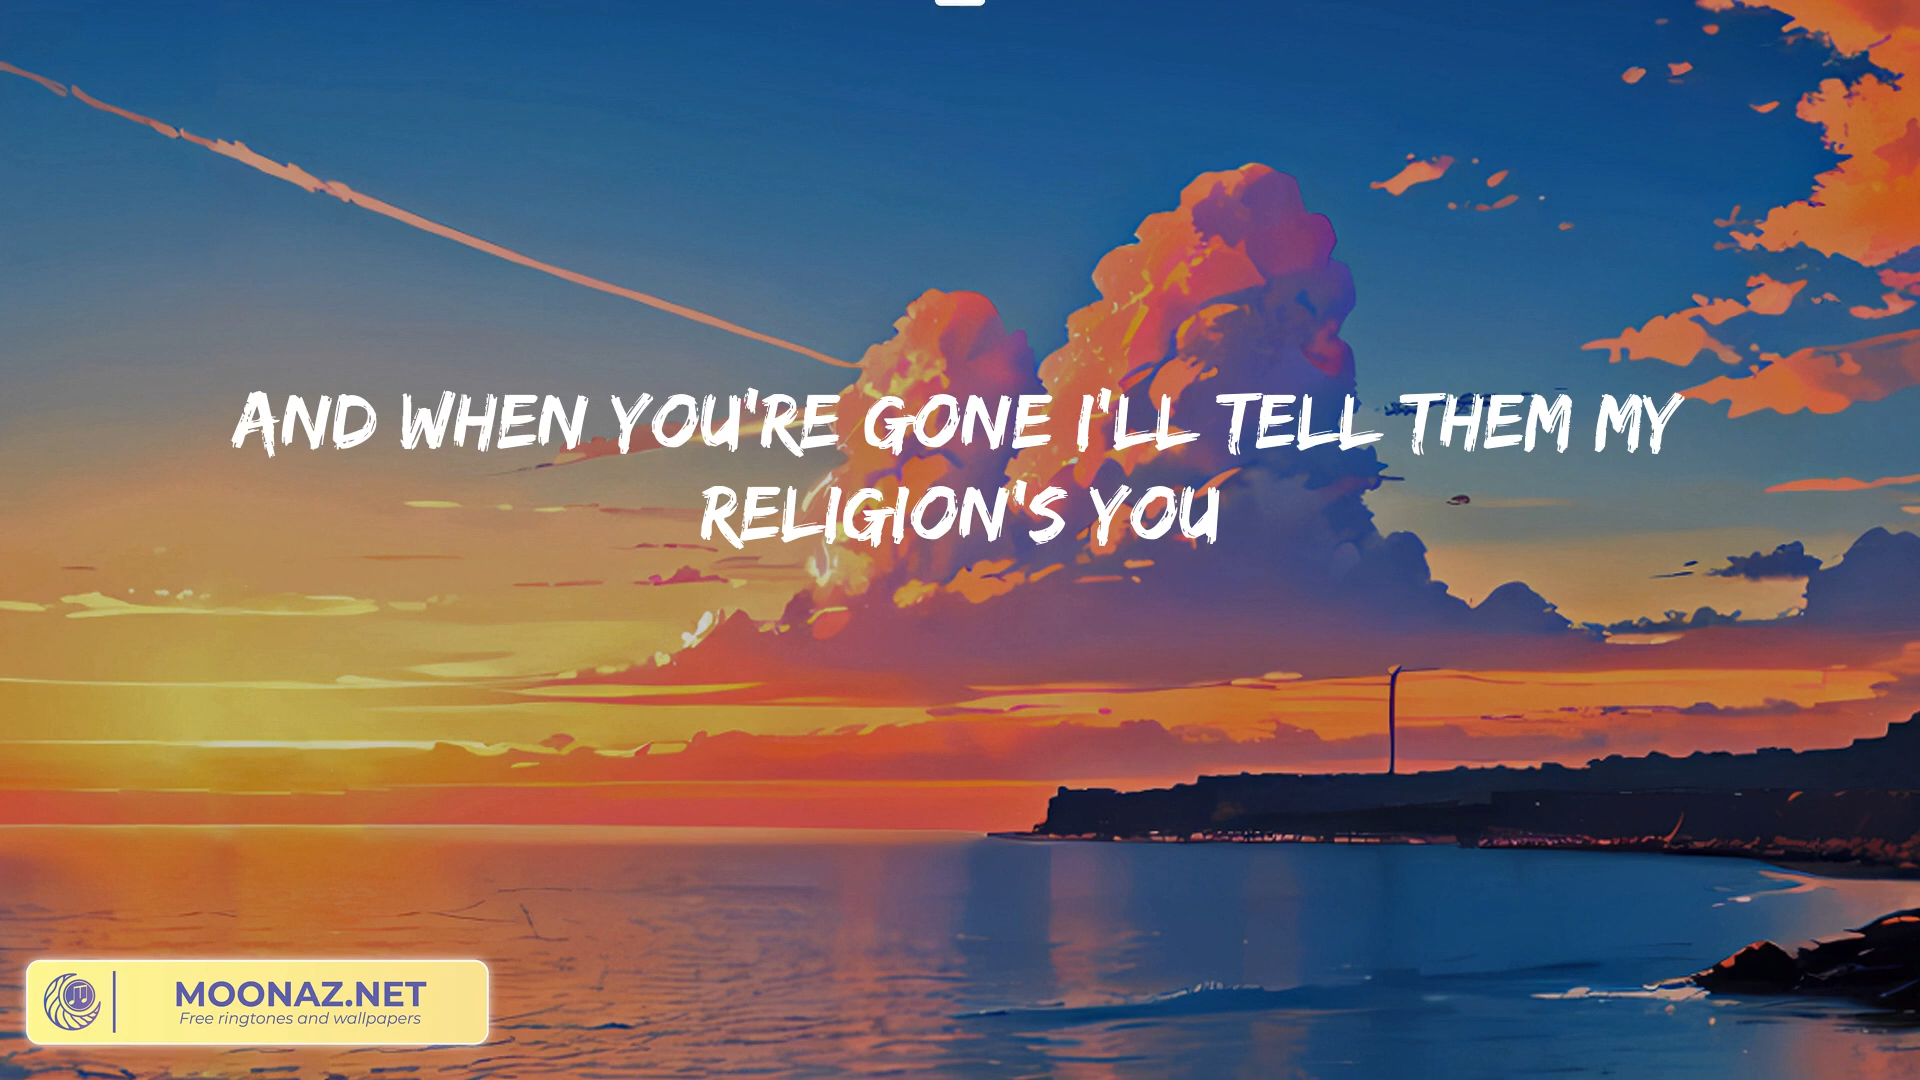 AND WHEN YOU'RE GONE I'LL TELL THEM MY
RELIGION'S YOU
MOONAZ.NET
Free ringtones and wallpapers